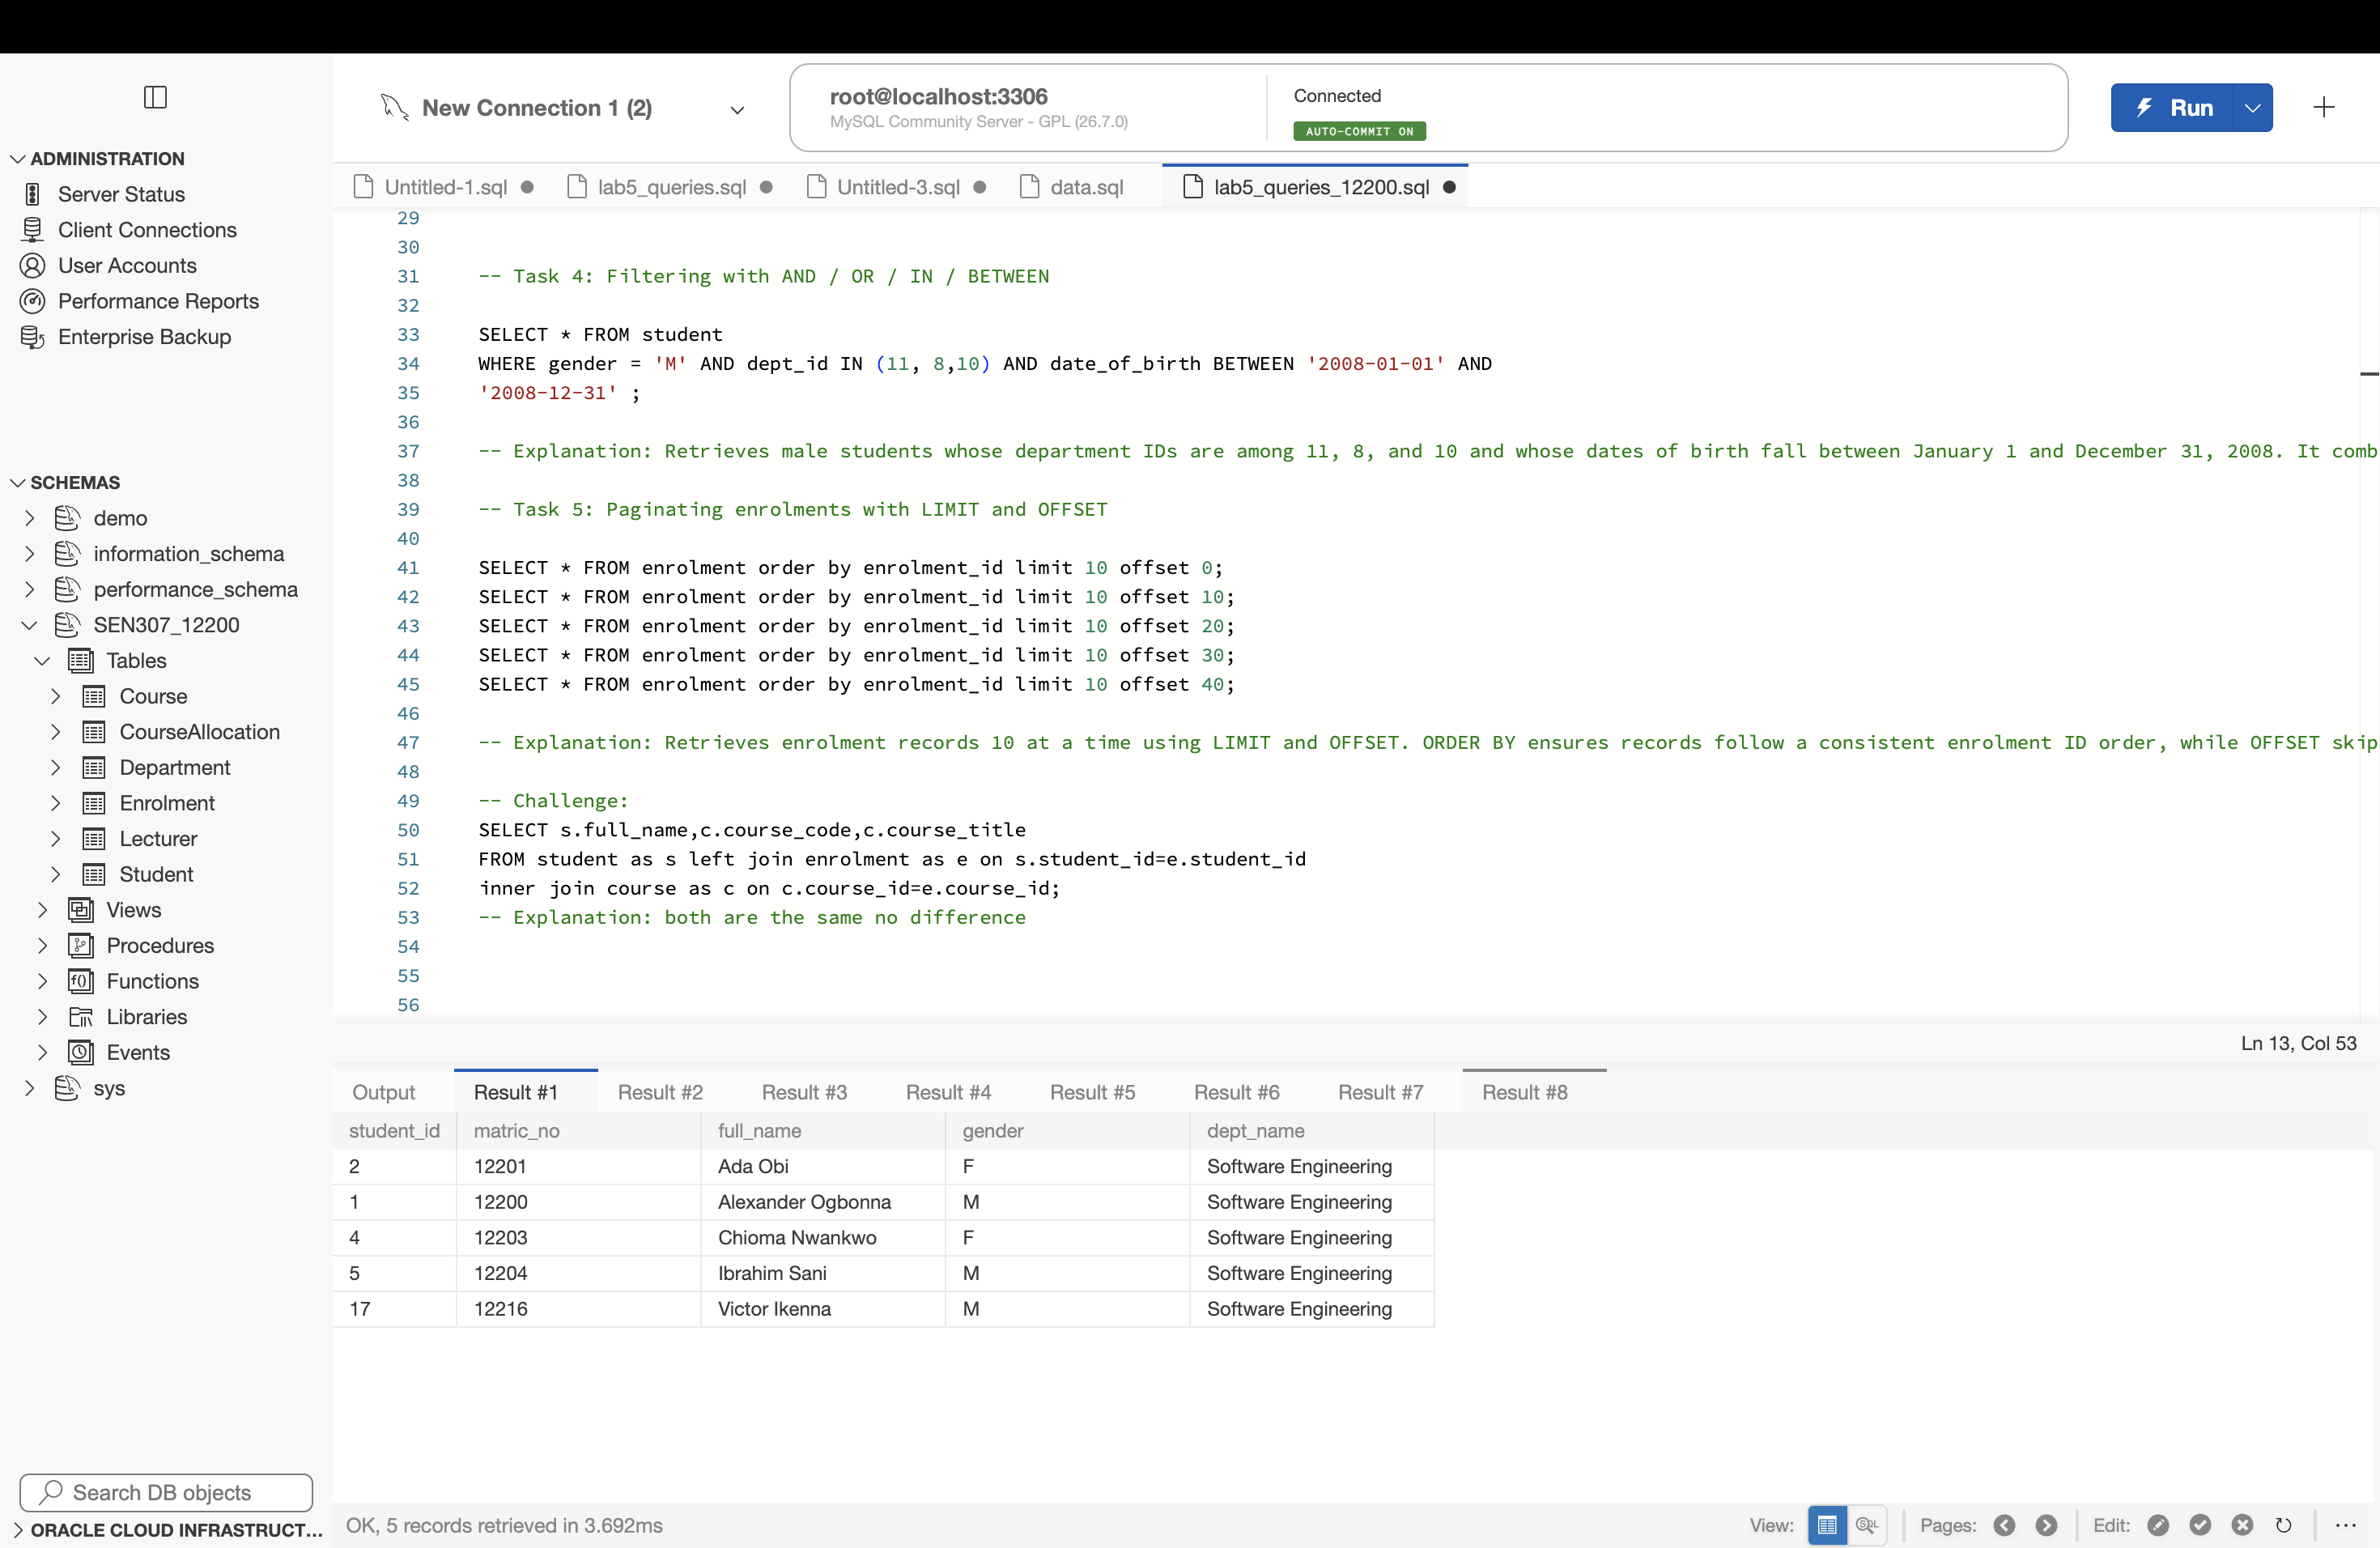 New Connection 1 (2)
root@localhost:3306
MySQL Community Server - GPL (26.7.0)
Connected
AUTO-COMMIT ON
Run
ADMINISTRATION
Server Status
Client Connections
User Accounts
Performance Reports
Enterprise Backup
SCHEMAS
demo
information_schema
performance_schema
SEN307_12200
Tables
Course
CourseAllocation
Department
Enrolment
Lecturer
Student
Views
Procedures
Functions
Libraries
Events
sys
Search DB objects
ORACLE CLOUD INFRASTRUCT...
Untitled-1.sql lab5_queries.sql Untitled-3.sql data.sql lab5_queries_12200.sql
29
30
31 -- Task 4: Filtering with AND / OR / IN / BETWEEN
32
33 SELECT * FROM student
34 WHERE gender = 'M' AND dept_id IN (11, 8,10) AND date_of_birth BETWEEN '2008-01-01' AND
35 '2008-12-31' ;
36
37 -- Explanation: Retrieves male students whose department IDs are among 11, 8, and 10 and whose dates of birth fall between January 1 and December 31, 2008. It comb
38
39 -- Task 5: Paginating enrolments with LIMIT and OFFSET
40
41 SELECT * FROM enrolment order by enrolment_id limit 10 offset 0;
42 SELECT * FROM enrolment order by enrolment_id limit 10 offset 10;
43 SELECT * FROM enrolment order by enrolment_id limit 10 offset 20;
44 SELECT * FROM enrolment order by enrolment_id limit 10 offset 30;
45 SELECT * FROM enrolment order by enrolment_id limit 10 offset 40;
46
47 -- Explanation: Retrieves enrolment records 10 at a time using LIMIT and OFFSET. ORDER BY ensures records follow a consistent enrolment ID order, while OFFSET skip
48
49 -- Challenge:
50 SELECT s.full_name,c.course_code,c.course_title
51 FROM student as s left join enrolment as e on s.student_id=e.student_id
52 inner join course as c on c.course_id=e.course_id;
53 -- Explanation: both are the same no difference
54
55
56
Ln 13, Col 53
Output Result #1 Result #2 Result #3 Result #4 Result #5 Result #6 Result #7 Result #8
student_id matric_no full_name gender dept_name
2 12201 Ada Obi F Software Engineering
1 12200 Alexander Ogbonna M Software Engineering
4 12203 Chioma Nwankwo F Software Engineering
5 12204 Ibrahim Sani M Software Engineering
17 12216 Victor Ikenna M Software Engineering
OK, 5 records retrieved in 3.692ms
View: Pages: Edit: